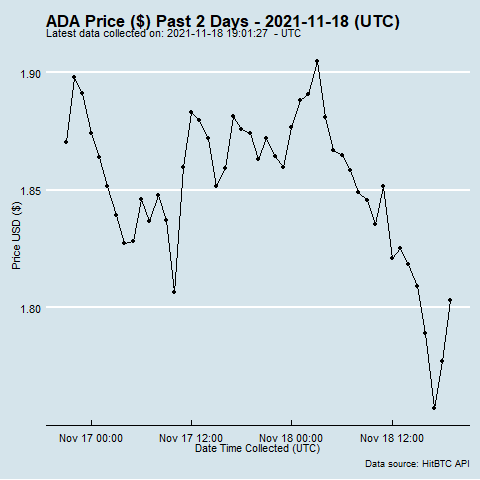 ADA Price ($) Past 2 Days - 2021-11-18 (UTC)
Latest data collected on: 2021-11-18 19:01:27 - UTC
1.90
1.85
1.80
Price USD ($)
Nov 17 00:00 Nov 17 12:00 Nov 18 00:00 Nov 18 12:00
Date Time Collected (UTC)
Data source: HitBTC API